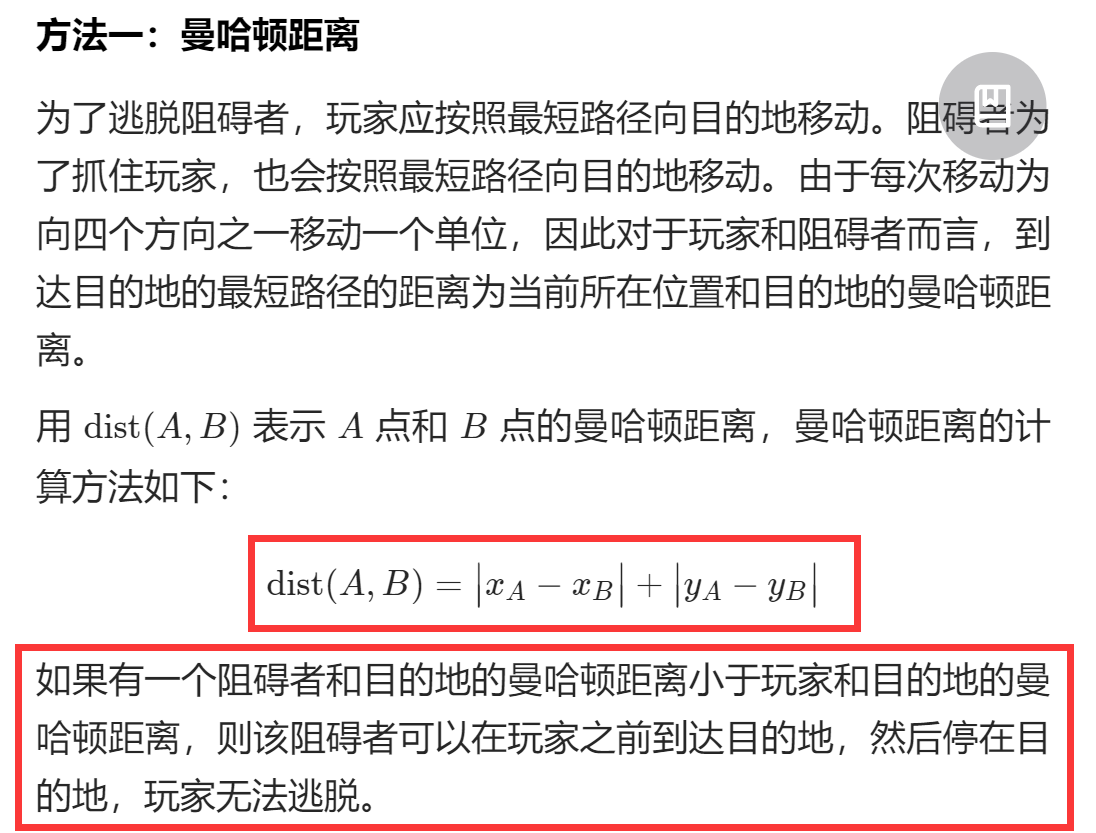 方法一：曼哈顿距离
为了逃脱阻碍者，玩家应按照最短路径向目的地移动。阻碍者为
了抓住玩家，也会按照最短路径向目的地移动。由于每次移动为
向四个方向之一移动一个单位，因此对于玩家和阻碍者而言，到
达目的地的最短路径的距离为当前所在位置和目的地的曼哈顿距
离。
用 dist(A, B) 表示 A 点和 B 点的曼哈顿距离，曼哈顿距离的计
算方法如下：
dist(A, B) = |x_A − x_B| + |y_A − y_B|
如果有一个阻碍者和目的地的曼哈顿距离小于玩家和目的地的曼
哈顿距离，则该阻碍者可以在玩家之前到达目的地，然后停在目
的地，玩家无法逃脱。